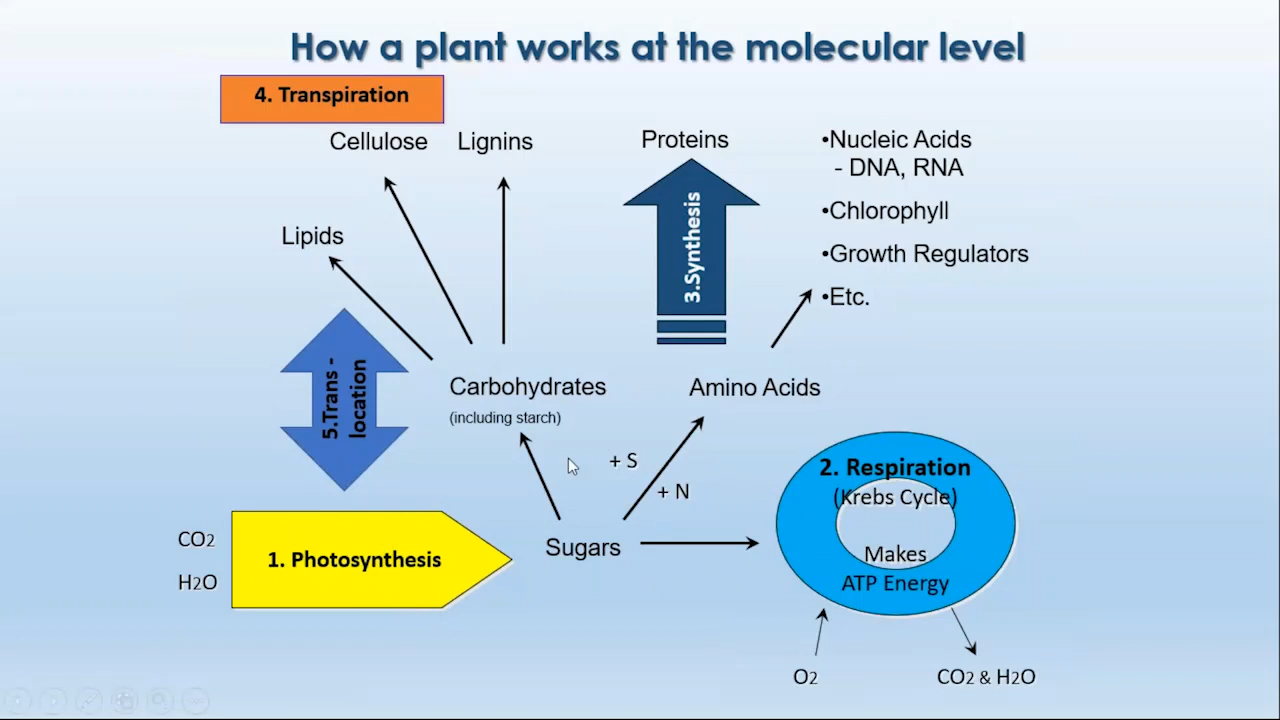 How a plant works at the molecular level
4. Transpiration
Cellulose
Lignins
Proteins
•Nucleic Acids
- DNA, RNA
•Chlorophyll
•Growth Regulators
•Etc.
Lipids
3.Synthesis
5.Trans -
location
Carbohydrates
(including starch)
Amino Acids
+ S
+ N
2. Respiration
(Krebs Cycle)
Makes
ATP Energy
CO2
H2O
1. Photosynthesis
Sugars
O2
CO2 & H2O